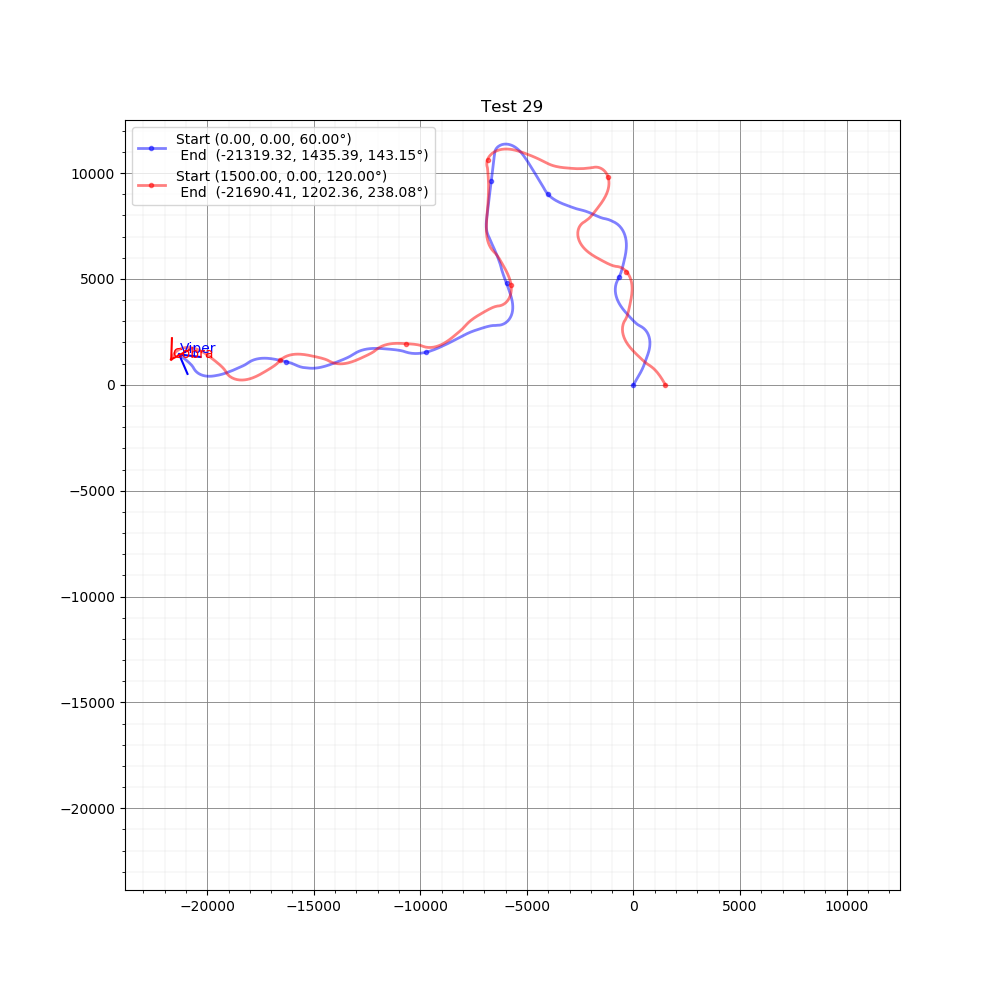 Test 29
Start (0.00, 0.00, 60.00°)
End (-21319.32, 1435.39, 143.15°)
Start (1500.00, 0.00, 120.00°)
End (-21690.41, 1202.36, 238.08°)
10000
5000
0
−5000
−10000
−15000
−20000
Viper
−20000 −15000 −10000 −5000 0 5000 10000